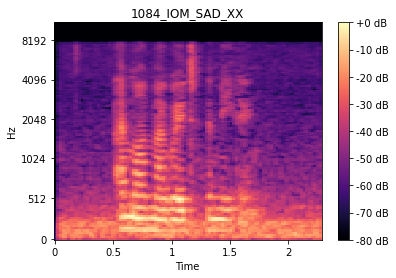 1084_IOM_SAD_XX
+0 dB
8192
-10 dB
4096
-20 dB
-30 dB
2048
-40 dB
Hz
1024
-50 dB
-60 dB
512
-70 dB
0
-80 dB
0 0.5 1 1.5 2
Time